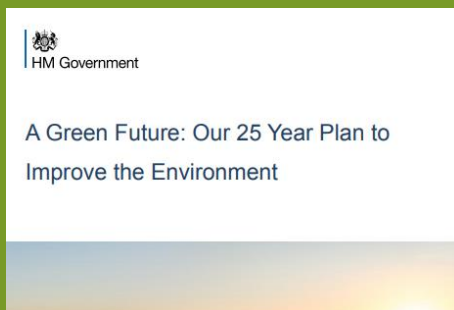 HM Government
A Green Future: Our 25 Year Plan to
Improve the Environment